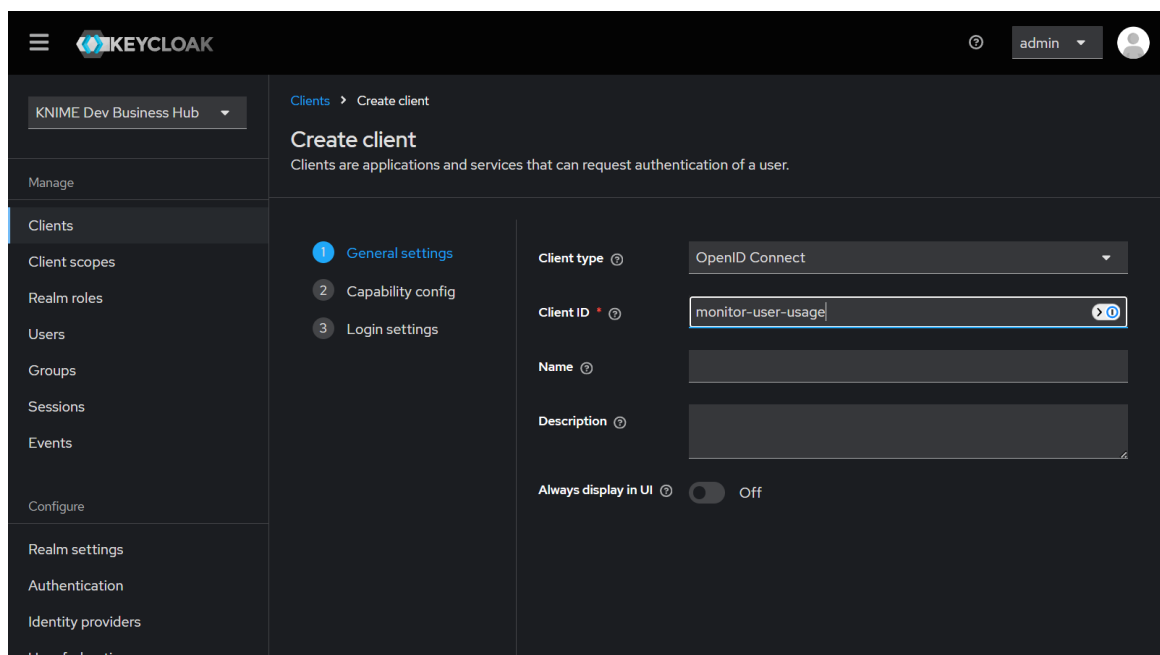 KEYCLOAK
admin
KNIME Dev Business Hub
Manage
Clients
Client scopes
Realm roles
Users
Groups
Sessions
Events
Configure
Realm settings
Authentication
Identity providers
Clients > Create client
Create client
Clients are applications and services that can request authentication of a user.
1 General settings
2 Capability config
3 Login settings
Client type
OpenID Connect
Client ID *
monitor-user-usage
Name
Description
Always display in UI
Off